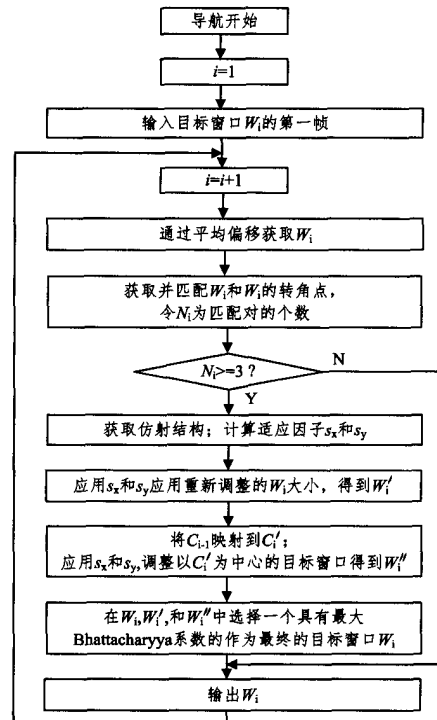 导航开始
i=1
输入目标窗口Wi的第一帧
i=i+1
通过平均偏移获取Wi
获取并匹配Wi和Wi的转角点，
令Ni为匹配对的个数
Ni>=3？
N
Y
获取仿射结构；计算适应因子sx和sy
应用sx和sy应用重新调整的Wi大小，得到Wi′
将Ci-1映射到Ci′；
应用sx和sy,调整以Ci′为中心的目标窗口得到Wi″
在Wi,Wi′,和Wi″中选择一个具有最大
Bhattacharyya系数的作为最终的目标窗口Wi
输出Wi